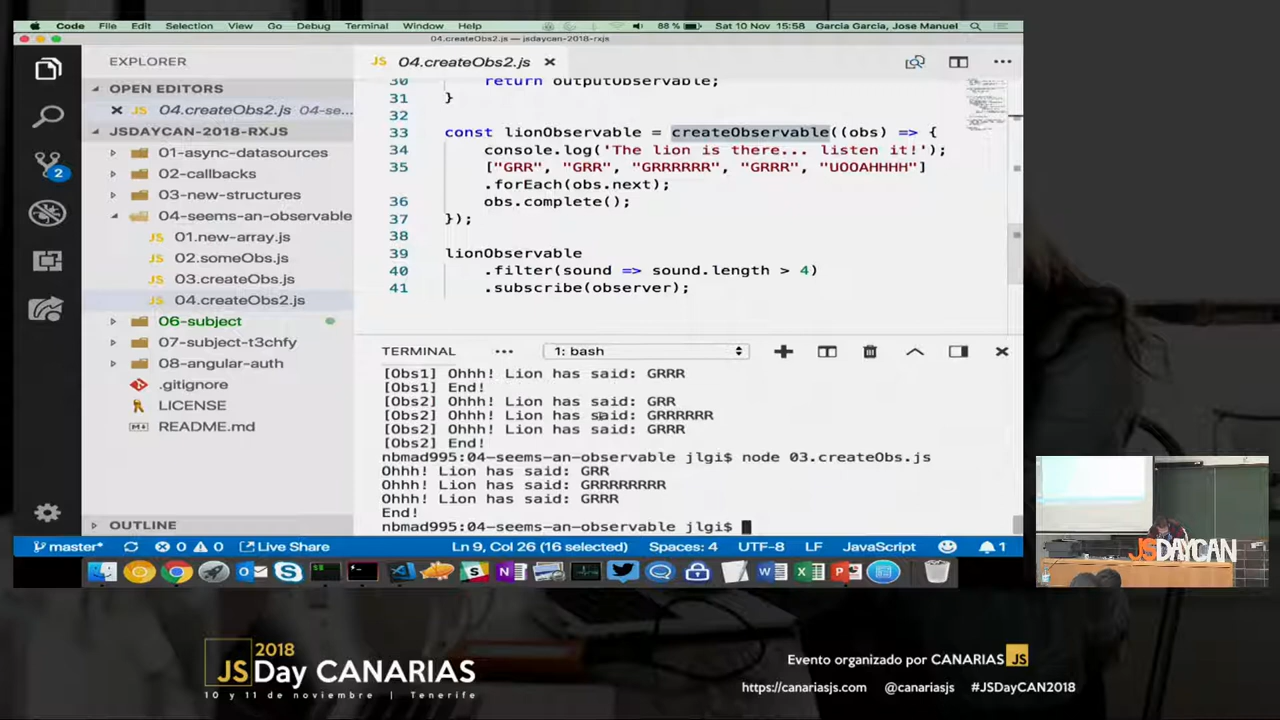 Code File Edit Selection View Go Debug Terminal Window Help 88 % Sat 10 Nov 15:58 Garcia Garcia, Jose Manuel
04.createObs2.js — jsdaycan-2018-rxjs
EXPLORER
OPEN EDITORS
JS 04.createObs2.js 04-se...
JSDAYCAN-2018-RXJS
01-async-datasources
02-callbacks
03-new-structures
04-seems-an-observable
JS 01.new-array.js
JS 02.someObs.js
JS 03.createObs.js
JS 04.createObs2.js
06-subject
07-subject-t3chfy
08-angular-auth
.gitignore
LICENSE
README.md
OUTLINE
2
JS 04.createObs2.js
30 return outputObservable;
31 }
32
33 const lionObservable = createObservable((obs) => {
34 console.log('The lion is there... listen it!');
35 ["GRR", "GRR", "GRRRRRR", "GRRR", "UOOAHHHH"]
.forEach(obs.next);
36 obs.complete();
37 });
38
39 lionObservable
40 .filter(sound => sound.length > 4)
41 .subscribe(observer);
TERMINAL ... 1: bash
[Obs1] Ohhh! Lion has said: GRRR
[Obs1] End!
[Obs2] Ohhh! Lion has said: GRR
[Obs2] Ohhh! Lion has said: GRRRRRR
[Obs2] Ohhh! Lion has said: GRRR
[Obs2] End!
nbmad995:04-seems-an-observable jlgi$ node 03.createObs.js
Ohhh! Lion has said: GRR
Ohhh! Lion has said: GRRRRRRRR
Ohhh! Lion has said: GRRR
End!
nbmad995:04-seems-an-observable jlgi$
master* 0 0 Live Share Ln 9, Col 26 (16 selected) Spaces: 4 UTF-8 LF JavaScript 1
JSDAYCAN
2018
JSDay CANARIAS
10 y 11 de noviembre | Tenerife
Evento organizado por CANARIAS JS
https://canariasjs.com @canariasjs #JSDayCAN2018